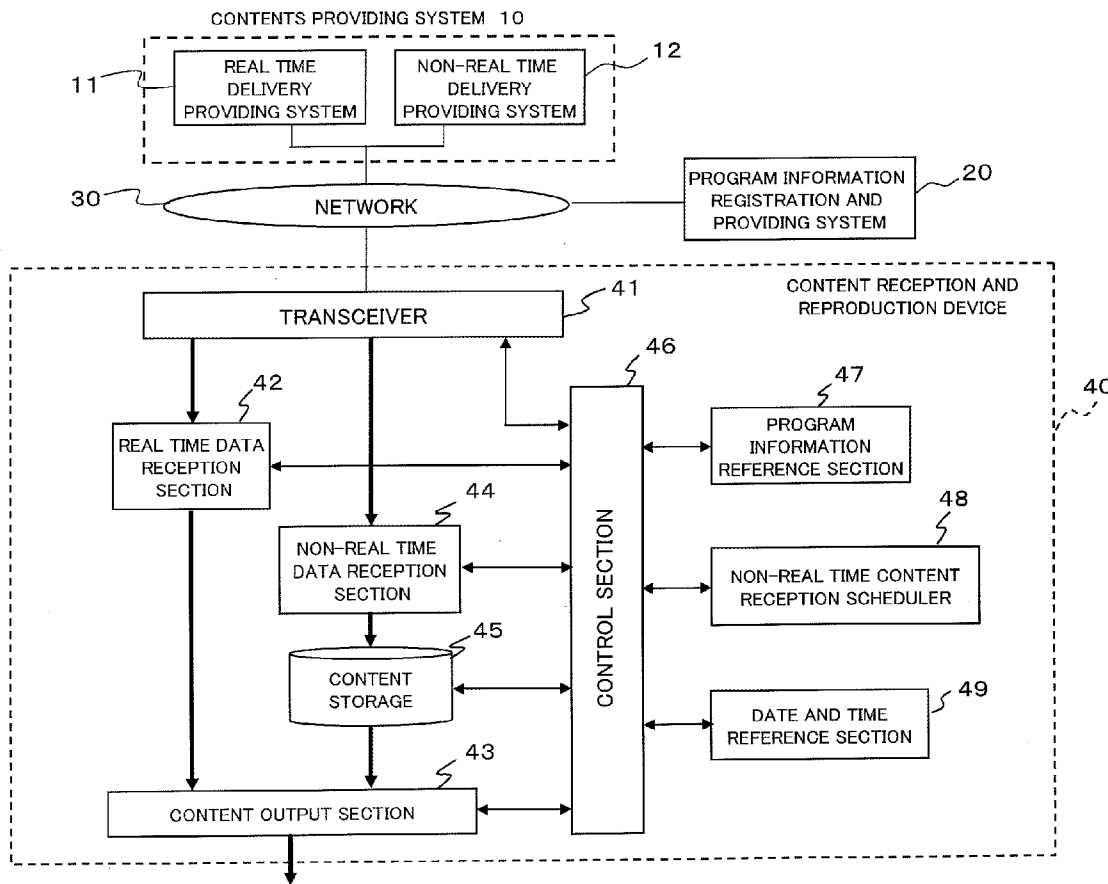 CONTENTS PROVIDING SYSTEM 10
11
REAL TIME
DELIVERY
PROVIDING SYSTEM
NON-REAL TIME
DELIVERY
PROVIDING SYSTEM
12
30
NETWORK
PROGRAM INFORMATION
REGISTRATION AND
PROVIDING SYSTEM
20
CONTENT RECEPTION AND
REPRODUCTION DEVICE
TRANSCEIVER
41
40
42
REAL TIME DATA
RECEPTION
SECTION
46
CONTROL SECTION
47
PROGRAM
INFORMATION
REFERENCE SECTION
44
NON-REAL TIME
DATA RECEPTION
SECTION
48
NON-REAL TIME CONTENT
RECEPTION SCHEDULER
45
CONTENT
STORAGE
49
DATE AND TIME
REFERENCE SECTION
43
CONTENT OUTPUT SECTION